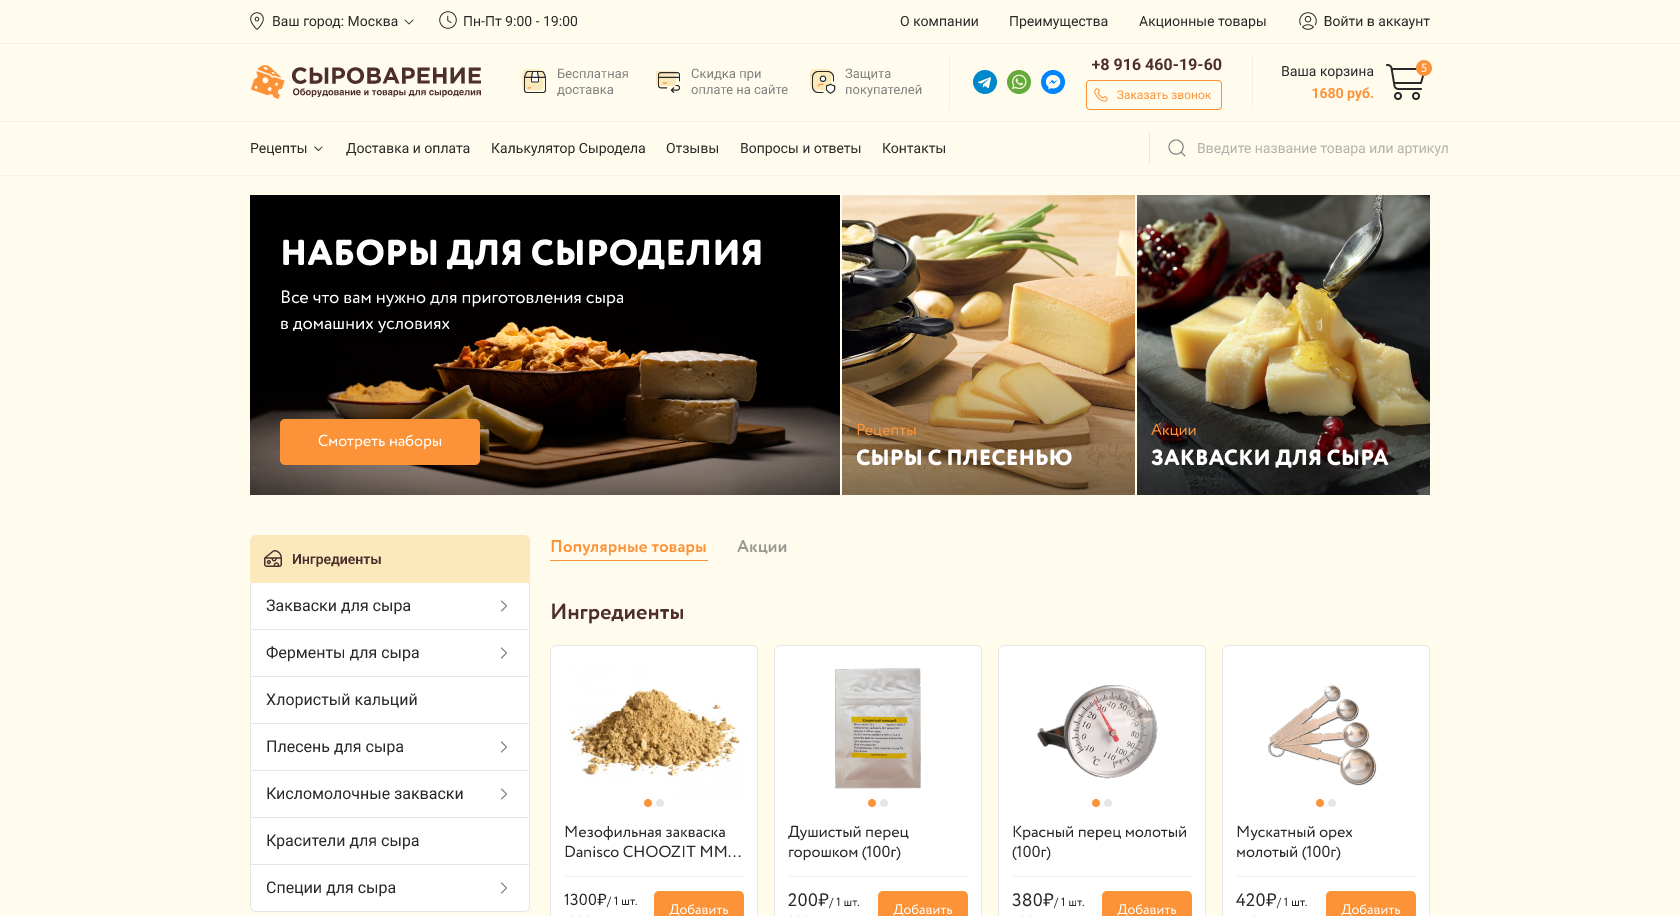 Ваш город: Москва
Пн-Пт 9:00 - 19:00
О компании
Преимущества
Акционные товары
Войти в аккаунт
СЫРОВАРЕНИЕ
Оборудование и товары для сыроделия
Бесплатная
доставка
Скидка при
оплате на сайте
Защита
покупателей
+8 916 460-19-60
Заказать звонок
Ваша корзина
1680 руб.
5
Рецепты
Доставка и оплата
Калькулятор Сыродела
Отзывы
Вопросы и ответы
Контакты
Введите название товара или артикул
НАБОРЫ ДЛЯ СЫРОДЕЛИЯ
Все что вам нужно для приготовления сыра
в домашних условиях
Смотреть наборы
Рецепты
СЫРЫ С ПЛЕСЕНЬЮ
Акции
ЗАКВАСКИ ДЛЯ СЫРА
Ингредиенты
Закваски для сыра
Ферменты для сыра
Хлористый кальций
Плесень для сыра
Кисломолочные закваски
Красители для сыра
Специи для сыра
Популярные товары
Акции
Ингредиенты
Мезофильная закваска
Danisco CHOOZIT MM...
1300₽/ 1 шт.
Добавить
Душистый перец
горошком (100г)
200₽/ 1 шт.
Добавить
Красный перец молотый
(100г)
380₽/ 1 шт.
Добавить
Мускатный орех
молотый (100г)
420₽/ 1 шт.
Добавить